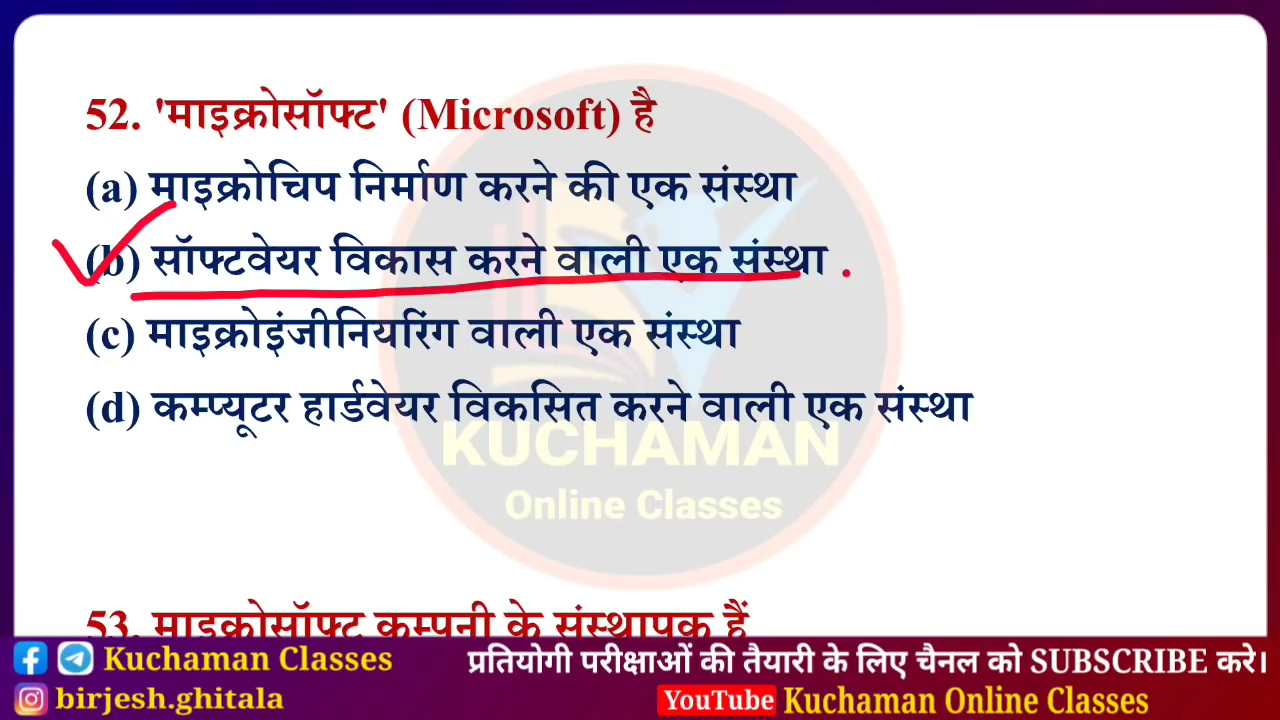 52. 'माइक्रोसॉफ्ट' (Microsoft) है
(a) माइक्रोचिप निर्माण करने की एक संस्था
(b) सॉफ्टवेयर विकास करने वाली एक संस्था
(c) माइक्रोइंजीनियरिंग वाली एक संस्था
(d) कम्प्यूटर हार्डवेयर विकसित करने वाली एक संस्था
KUCHAMAN
Online Classes
53. माइक्रोसॉफ्ट कम्पनी के संस्थापक हैं
Kuchaman Classes
प्रतियोगी परीक्षाओं की तैयारी के लिए चैनल को SUBSCRIBE करे।
birjesh.ghitala
YouTube Kuchaman Online Classes